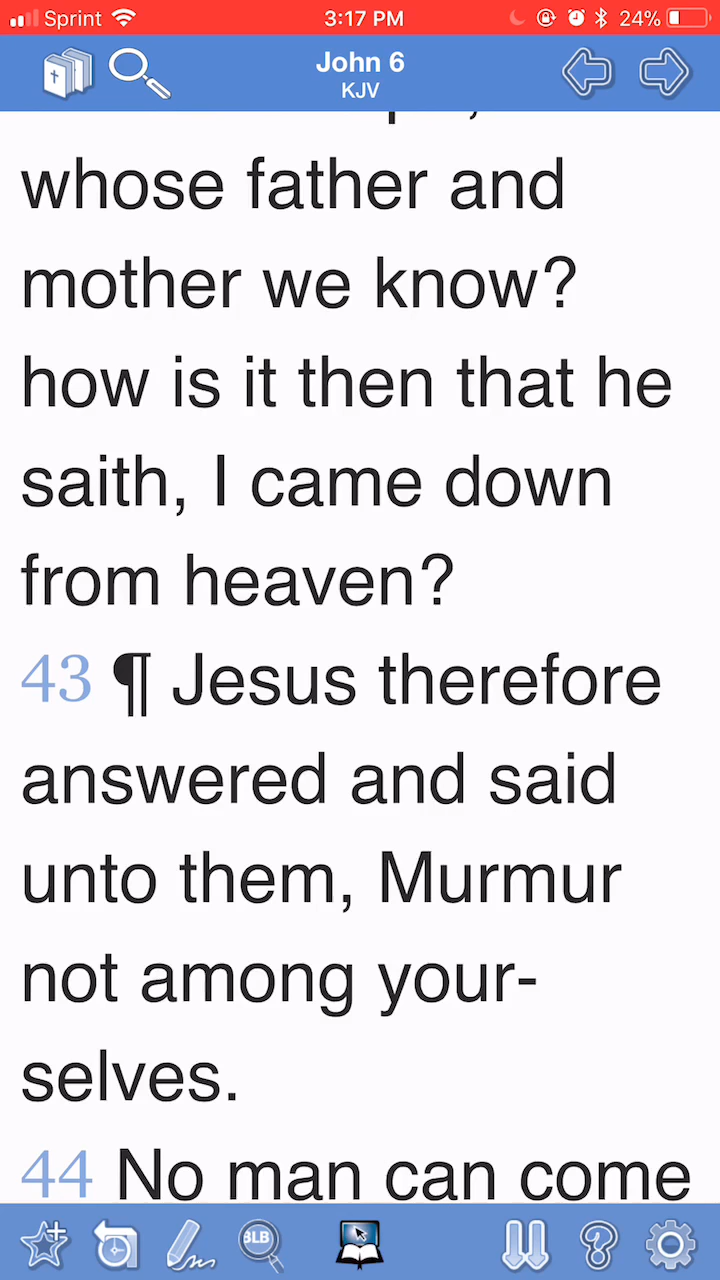 Sprint 3:17 PM 24%
John 6
KJV
whose father and
mother we know?
how is it then that he
saith, I came down
from heaven?
43 ¶ Jesus therefore
answered and said
unto them, Murmur
not among your-
selves.
44 No man can come
BLB